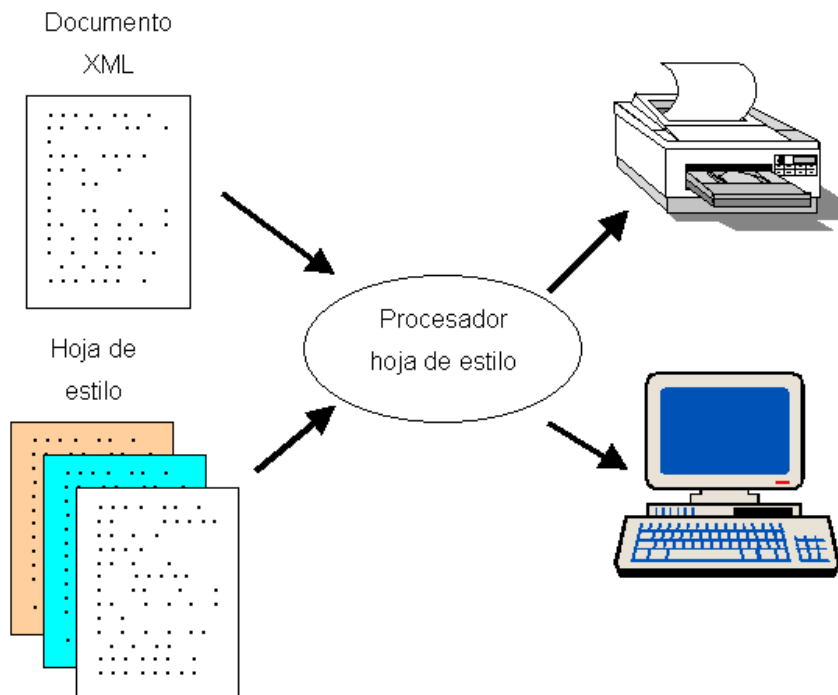 Documento
XML
Hoja de
estilo
Procesador
hoja de estilo